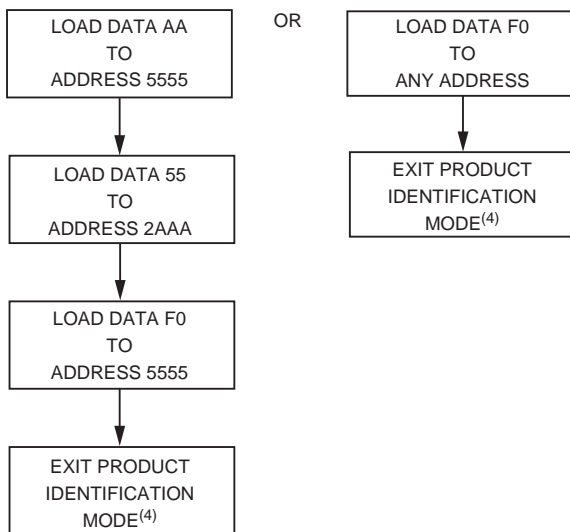 LOAD DATA AA
TO
ADDRESS 5555
LOAD DATA 55
TO
ADDRESS 2AAA
LOAD DATA F0
TO
ADDRESS 5555
EXIT PRODUCT
IDENTIFICATION
MODE(4)
OR
LOAD DATA F0
TO
ANY ADDRESS
EXIT PRODUCT
IDENTIFICATION
MODE(4)